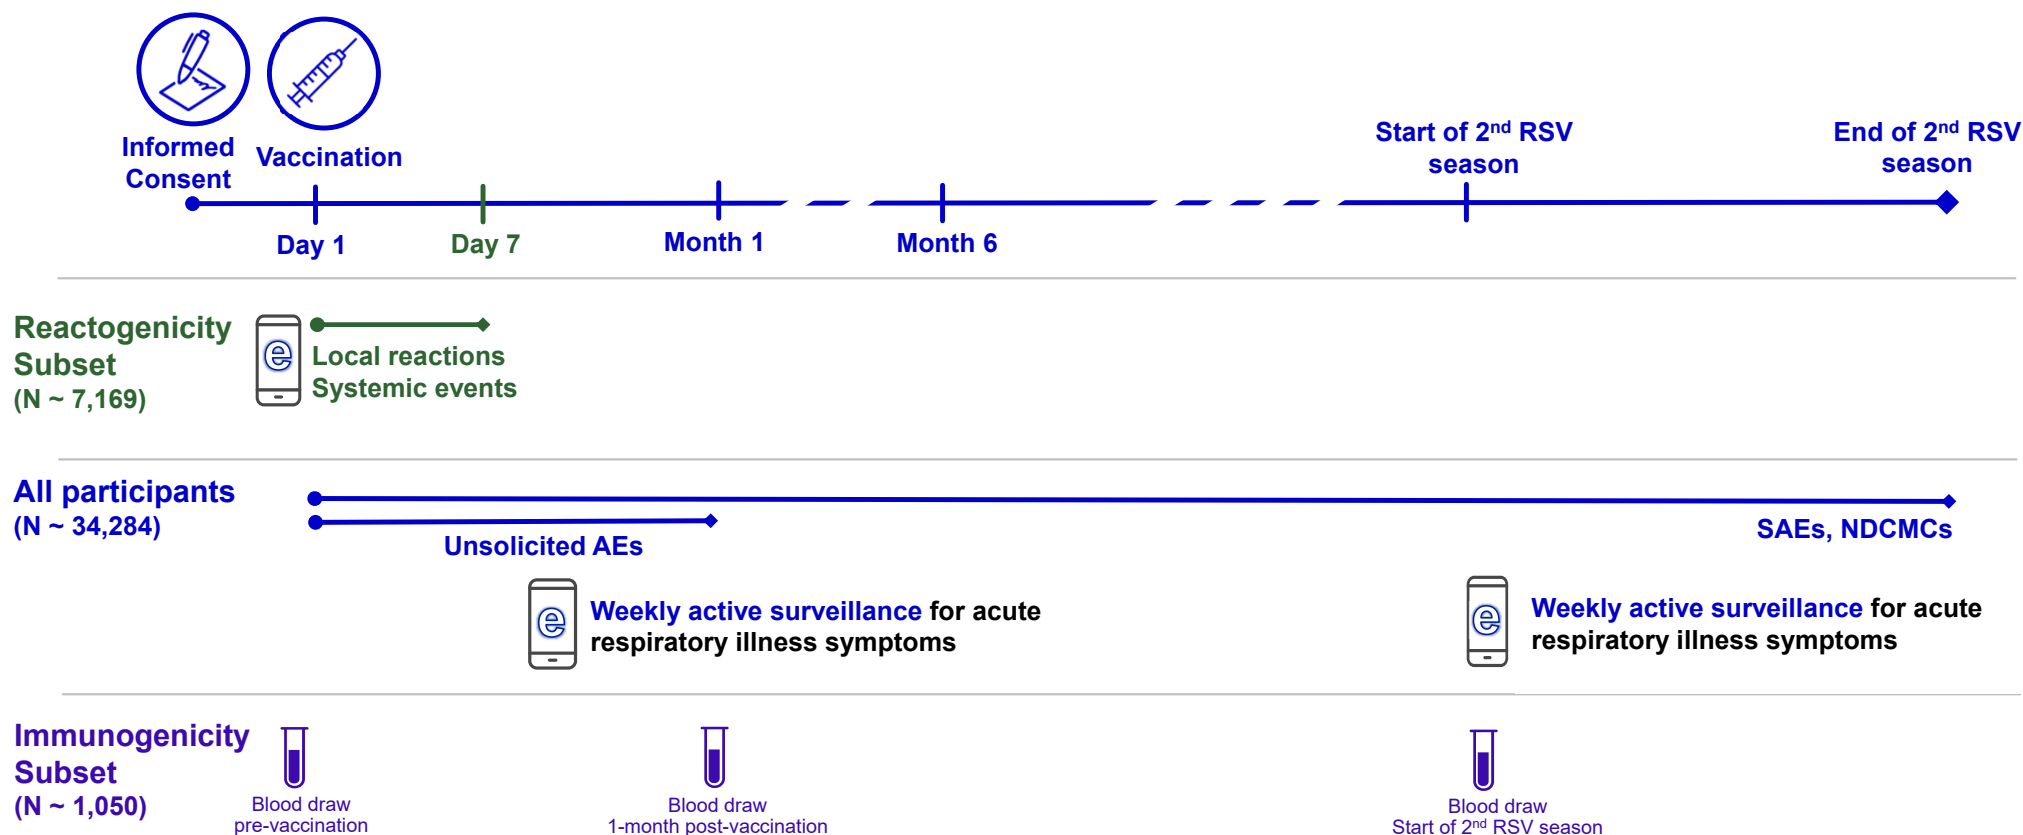 Informed
Consent
Vaccination
Start of 2nd RSV
season
End of 2nd RSV
season
Day 1
Day 7
Month 1
Month 6
Reactogenicity
Subset
(N ~ 7,169)
e
Local reactions
Systemic events
All participants
(N ~ 34,284)
Unsolicited AEs
SAEs, NDCMCs
e
Weekly active surveillance for acute
respiratory illness symptoms
e
Weekly active surveillance for acute
respiratory illness symptoms
Immunogenicity
Subset
(N ~ 1,050)
Blood draw
pre-vaccination
Blood draw
1-month post-vaccination
Blood draw
Start of 2nd RSV season